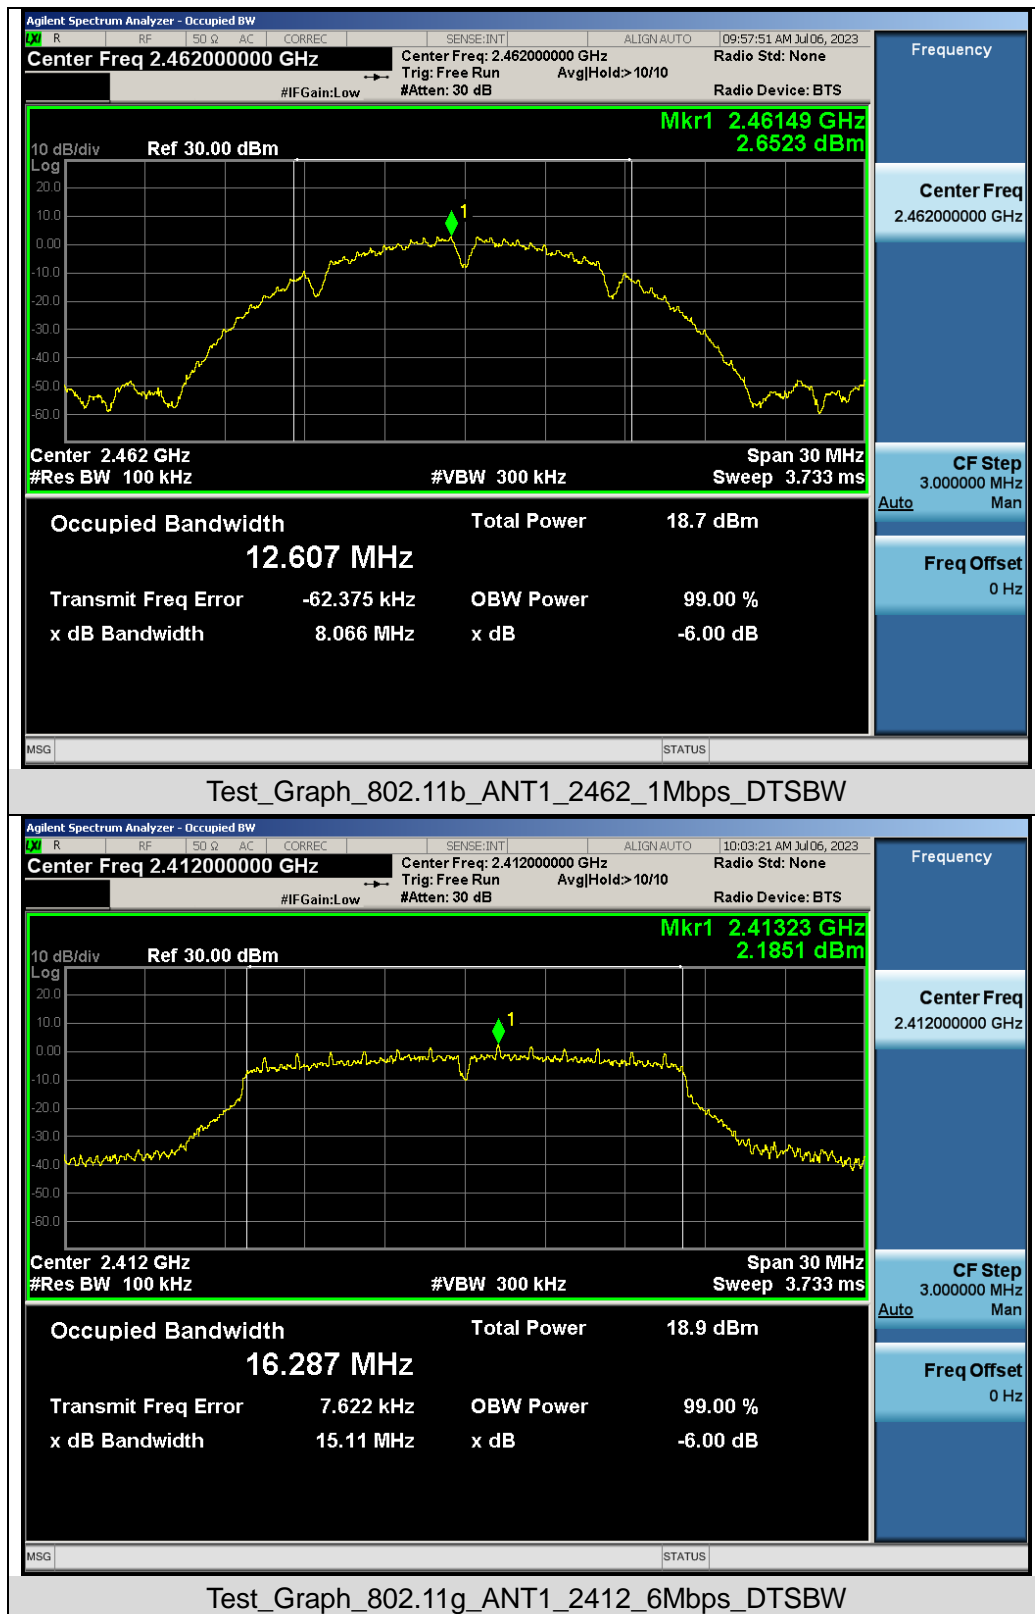 Agilent Spectrum Analyzer - Occupied BW
LXI R RF 50 Ω AC CORREC SENSE:INT ALIGN AUTO 09:57:51 AM Jul 06, 2023
Center Freq 2.462000000 GHz
Center Freq: 2.462000000 GHz
Radio Std: None
Trig: Free Run Avg|Hold:> 10/10
#IFGain:Low
#Atten: 30 dB
Radio Device: BTS
Frequency
Mkr1 2.46149 GHz
2.6523 dBm
10 dB/div Ref 30.00 dBm
Log
20.0
10.0
0.00
-10.0
-20.0
-30.0
-40.0
-50.0
-60.0
1
Center Freq
2.462000000 GHz
Center 2.462 GHz Span 30 MHz
#Res BW 100 kHz #VBW 300 kHz Sweep 3.733 ms
CF Step
3.000000 MHz
Auto Man
Occupied Bandwidth Total Power 18.7 dBm
12.607 MHz
Transmit Freq Error -62.375 kHz OBW Power 99.00 %
x dB Bandwidth 8.066 MHz x dB -6.00 dB
Freq Offset
0 Hz
MSG STATUS
Test_Graph_802.11b_ANT1_2462_1Mbps_DTSBW
Agilent Spectrum Analyzer - Occupied BW
LXI R RF 50 Ω AC CORREC SENSE:INT ALIGN AUTO 10:03:21 AM Jul 06, 2023
Center Freq 2.412000000 GHz
Center Freq: 2.412000000 GHz
Radio Std: None
Trig: Free Run Avg|Hold:> 10/10
#IFGain:Low
#Atten: 30 dB
Radio Device: BTS
Frequency
Mkr1 2.41323 GHz
2.1851 dBm
10 dB/div Ref 30.00 dBm
Log
20.0
10.0
0.00
-10.0
-20.0
-30.0
-40.0
-50.0
-60.0
1
Center Freq
2.412000000 GHz
Center 2.412 GHz Span 30 MHz
#Res BW 100 kHz #VBW 300 kHz Sweep 3.733 ms
CF Step
3.000000 MHz
Auto Man
Occupied Bandwidth Total Power 18.9 dBm
16.287 MHz
Transmit Freq Error 7.622 kHz OBW Power 99.00 %
x dB Bandwidth 15.11 MHz x dB -6.00 dB
Freq Offset
0 Hz
MSG STATUS
Test_Graph_802.11g_ANT1_2412_6Mbps_DTSBW